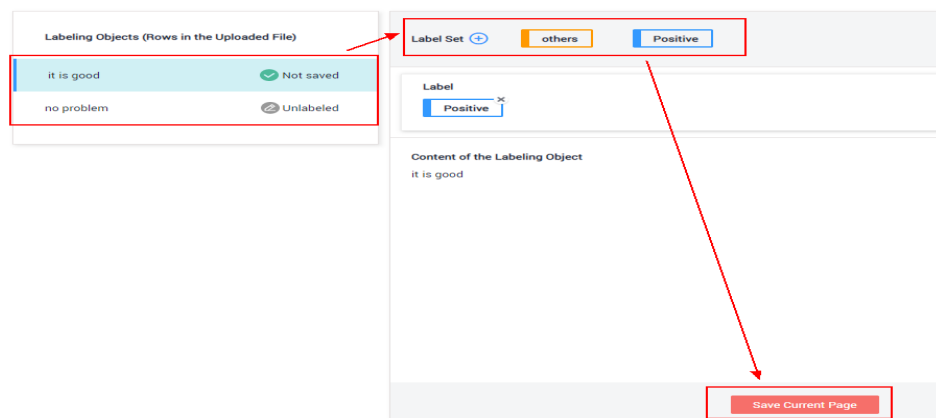 Labeling Objects (Rows in the Uploaded File)
it is good Not saved
no problem Unlabeled
Label Set others Positive
Label
Positive
Content of the Labeling Object
it is good
Save Current Page